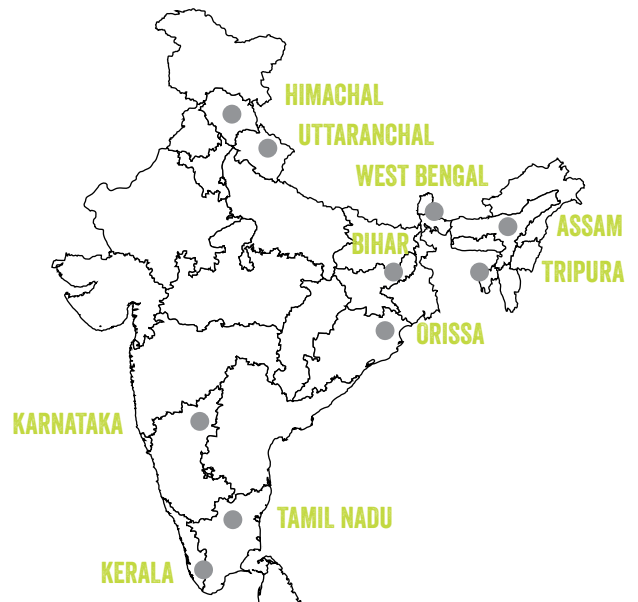 HIMACHAL
UTTARANCHAL
WEST BENGAL
ASSAM
BIHAR
TRIPURA
ORISSA
KARNATAKA
TAMIL NADU
KERALA